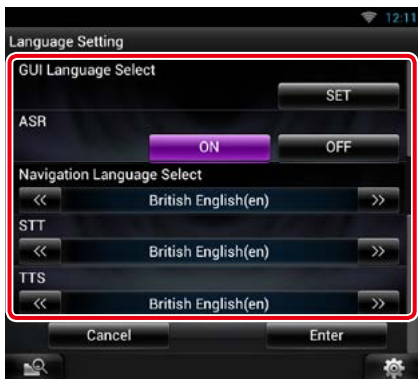 12:11
Language Setting
GUI Language Select
SET
ASR
ON OFF
Navigation Language Select
<< British English(en) >>
STT
<< British English(en) >>
TTS
<< British English(en) >>
Cancel Enter